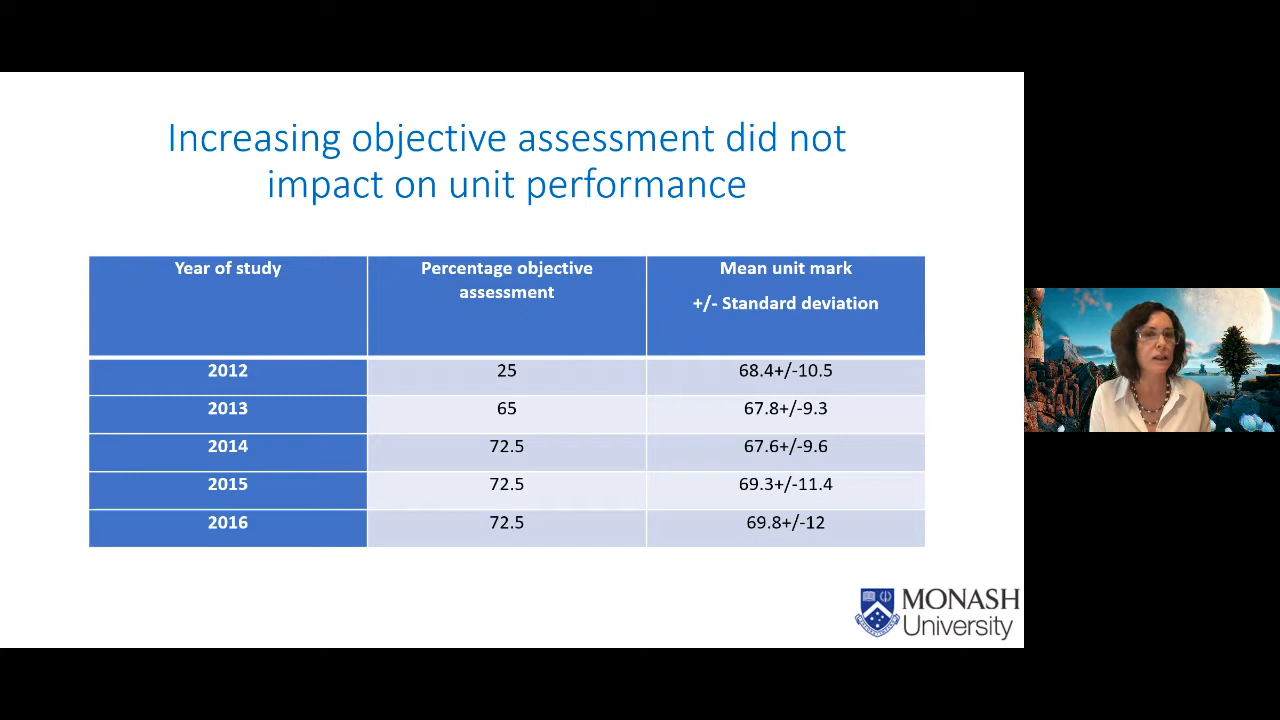 Increasing objective assessment did not
impact on unit performance
Year of study
Percentage objective
assessment
Mean unit mark
+/- Standard deviation
2012 25 68.4+/-10.5
2013 65 67.8+/-9.3
2014 72.5 67.6+/-9.6
2015 72.5 69.3+/-11.4
2016 72.5 69.8+/-12
MONASH
University